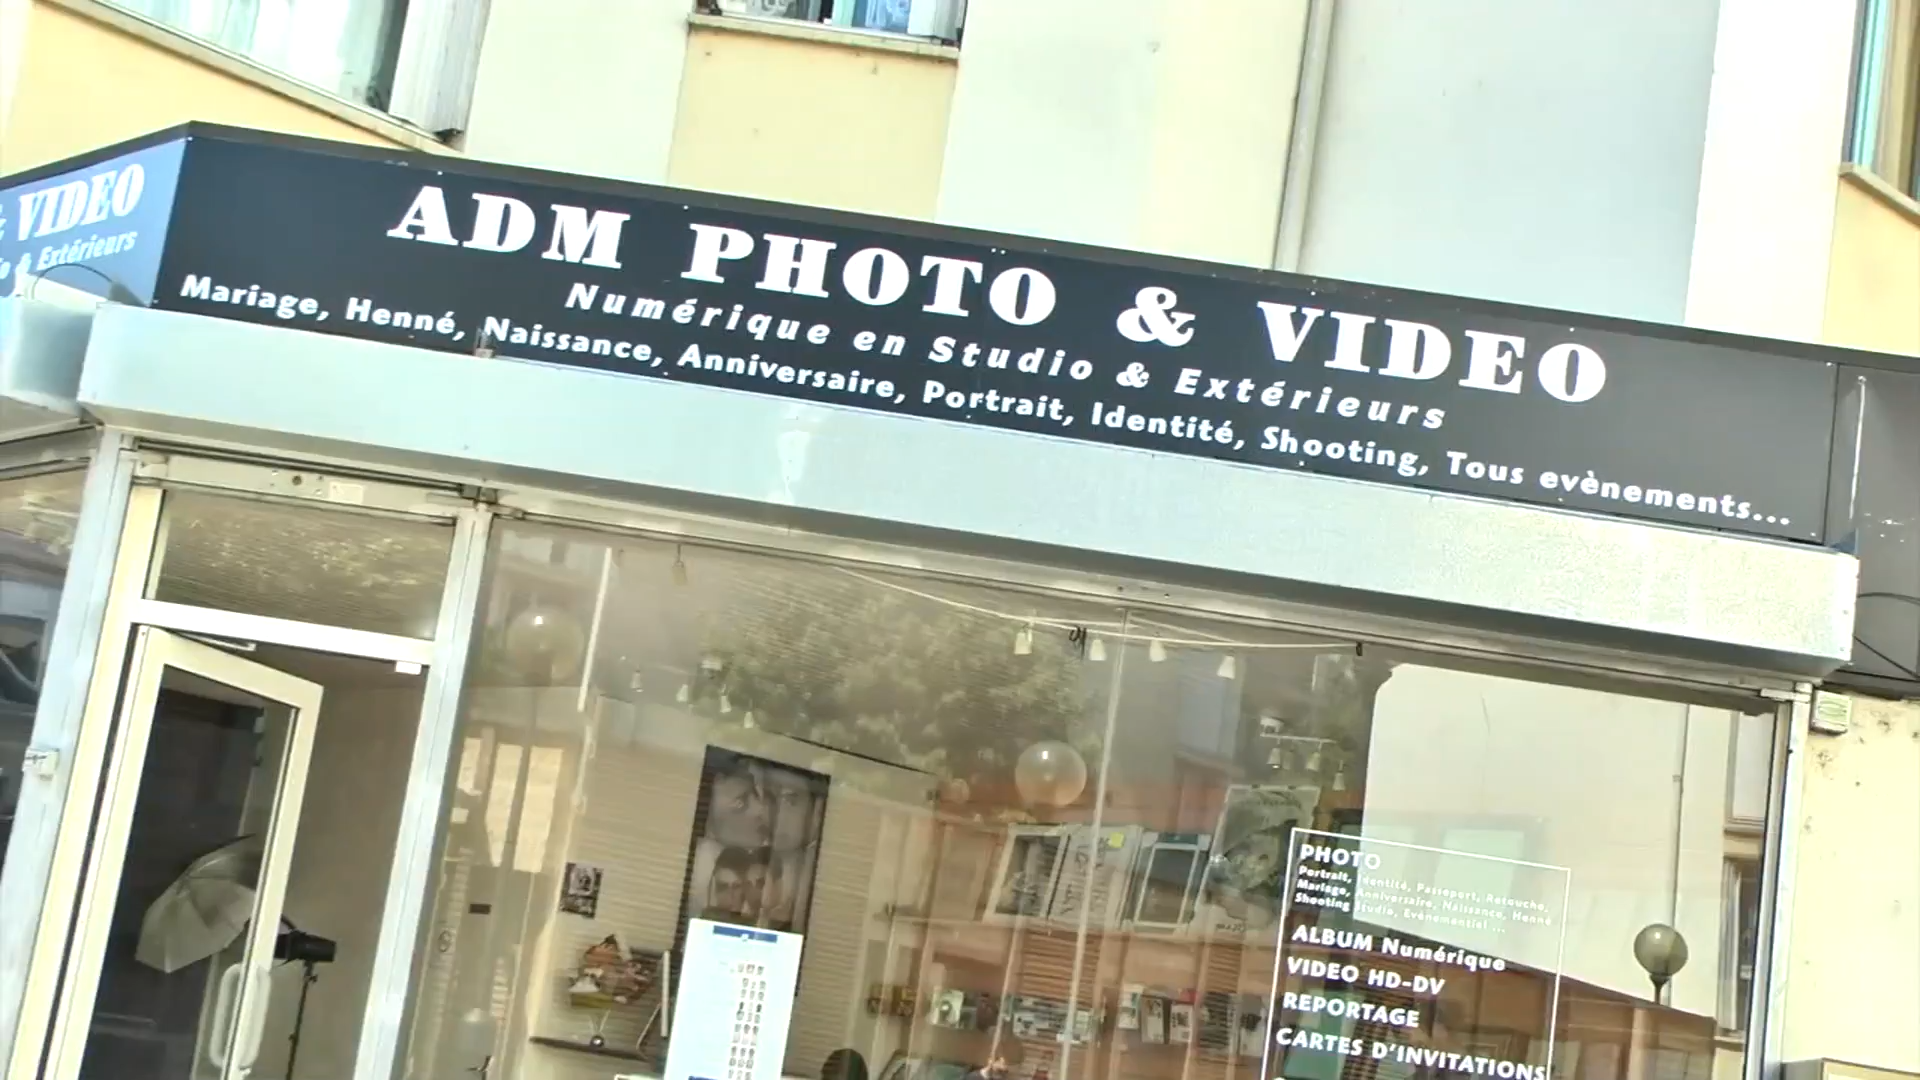 & VIDEO
& Extérieurs
ADM PHOTO & VIDEO
Numérique en Studio & Extérieurs
Mariage, Henné, Naissance, Anniversaire, Portrait, Identité, Shooting, Tous evènements...
PHOTO
Portrait, Identité, Passeport, Retouche,
Mariage, Anniversaire, Naissance, Henné
Shooting Studio, Evènementiel ...
ALBUM Numérique
VIDEO HD-DV
REPORTAGE
CARTES D'INVITATIONS